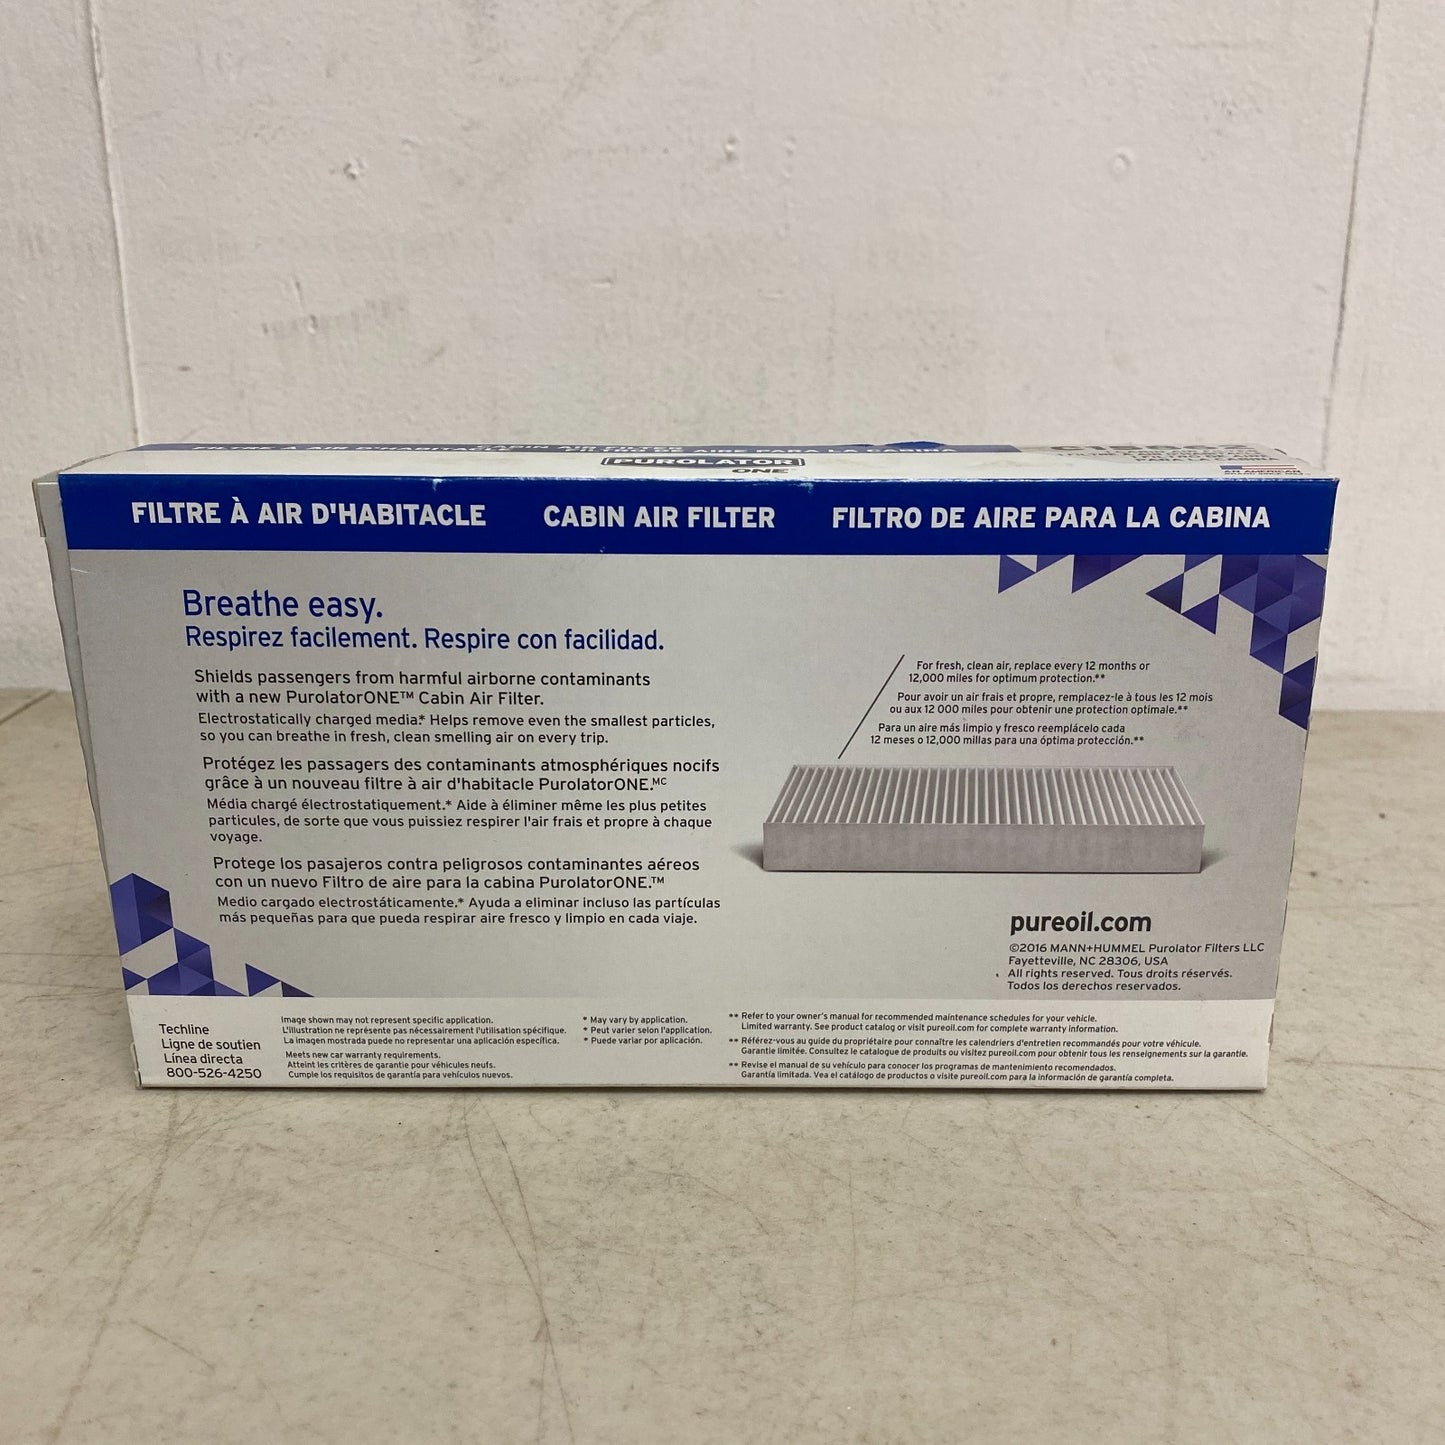 FILTRE À AIR D'HABITACLE CABIN AIR FILTER
DE AIRE PARA LA CABINA
PUROLATOR
ONE
FILTRE À AIR D'HABITACLE CABIN AIR FILTER FILTRO DE AIRE PARA LA CABINA
Breathe easy.
Respirez facilement. Respire con facilidad.
Shields passengers from harmful airborne contaminants
with a new PurolatorONE™ Cabin Air Filter.
Electrostatically charged media.* Helps remove even the smallest particles,
so you can breathe in fresh, clean smelling air on every trip.
Protégez les passagers des contaminants atmosphériques nocifs
grâce à un nouveau filtre à air d'habitacle PurolatorONE.ᴹᶜ
Média chargé électrostatiquement.* Aide à éliminer même les plus petites
particules, de sorte que vous puissiez respirer l'air frais et propre à chaque
voyage.
Protege los pasajeros contra peligrosos contaminantes aéreos
con un nuevo Filtro de aire para la cabina PurolatorONE.™
Medio cargado electrostáticamente.* Ayuda a eliminar incluso las partículas
más pequeñas para que pueda respirar aire fresco y limpio en cada viaje.
For fresh, clean air, replace every 12 months or
12,000 miles for optimum protection.**
Pour avoir un air frais et propre, remplacez-le à tous les 12 mois
ou aux 12 000 miles pour obtenir une protection optimale.**
Para un aire más limpio y fresco reemplácelo cada
12 meses o 12,000 millas para una óptima protección.**
pureoil.com
©2016 MANN+HUMMEL Purolator Filters LLC
Fayetteville, NC 28306, USA
All rights reserved. Tous droits réservés.
Todos los derechos reservados.
Techline
Ligne de soutien
Línea directa
800-526-4250
Image shown may not represent specific application.
L'illustration ne représente pas nécessairement l'utilisation spécifique.
La imagen mostrada puede no representar una aplicación específica.
Meets new car warranty requirements.
Atteint les critères de garantie pour véhicules neufs.
Cumple los requisitos de garantía para vehículos nuevos.
* May vary by application.
* Peut varier selon l'application.
* Puede variar por aplicación.
** Refer to your owner's manual for recommended maintenance schedules for your vehicle.
Limited warranty. See product catalog or visit pureoil.com for complete warranty information.
** Référez-vous au guide du propriétaire pour connaître les calendriers d'entretien recommandés pour votre véhicule.
Garantie limitée. Consultez le catalogue de produits ou visitez pureoil.com pour obtenir tous les renseignements sur la garantie.
** Revise el manual de su vehículo para conocer los programas de mantenimiento recomendados.
Garantía limitada. Vea el catálogo de productos o visite pureoil.com para la información de garantía completa.